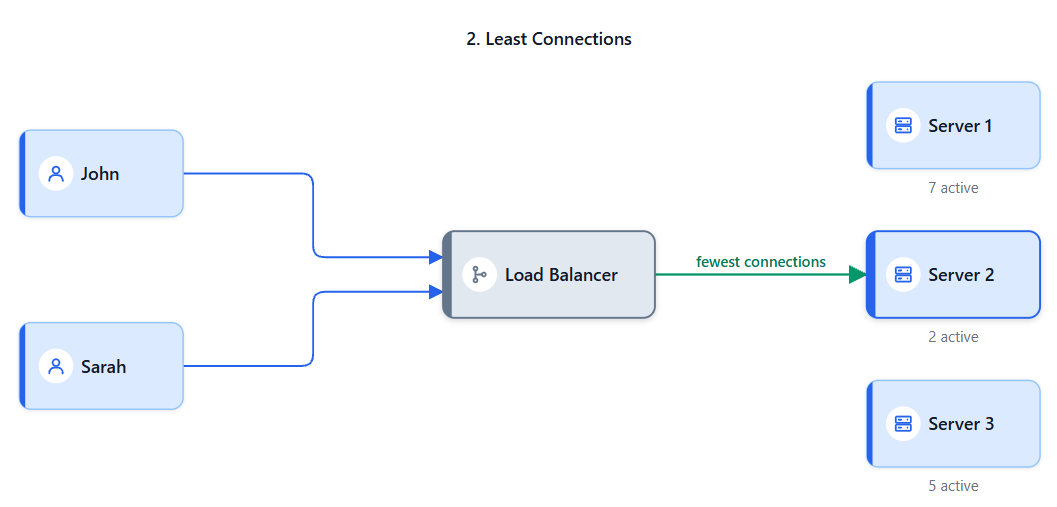 2. Least Connections
John
Sarah
Load Balancer
fewest connections
Server 1
7 active
Server 2
2 active
Server 3
5 active